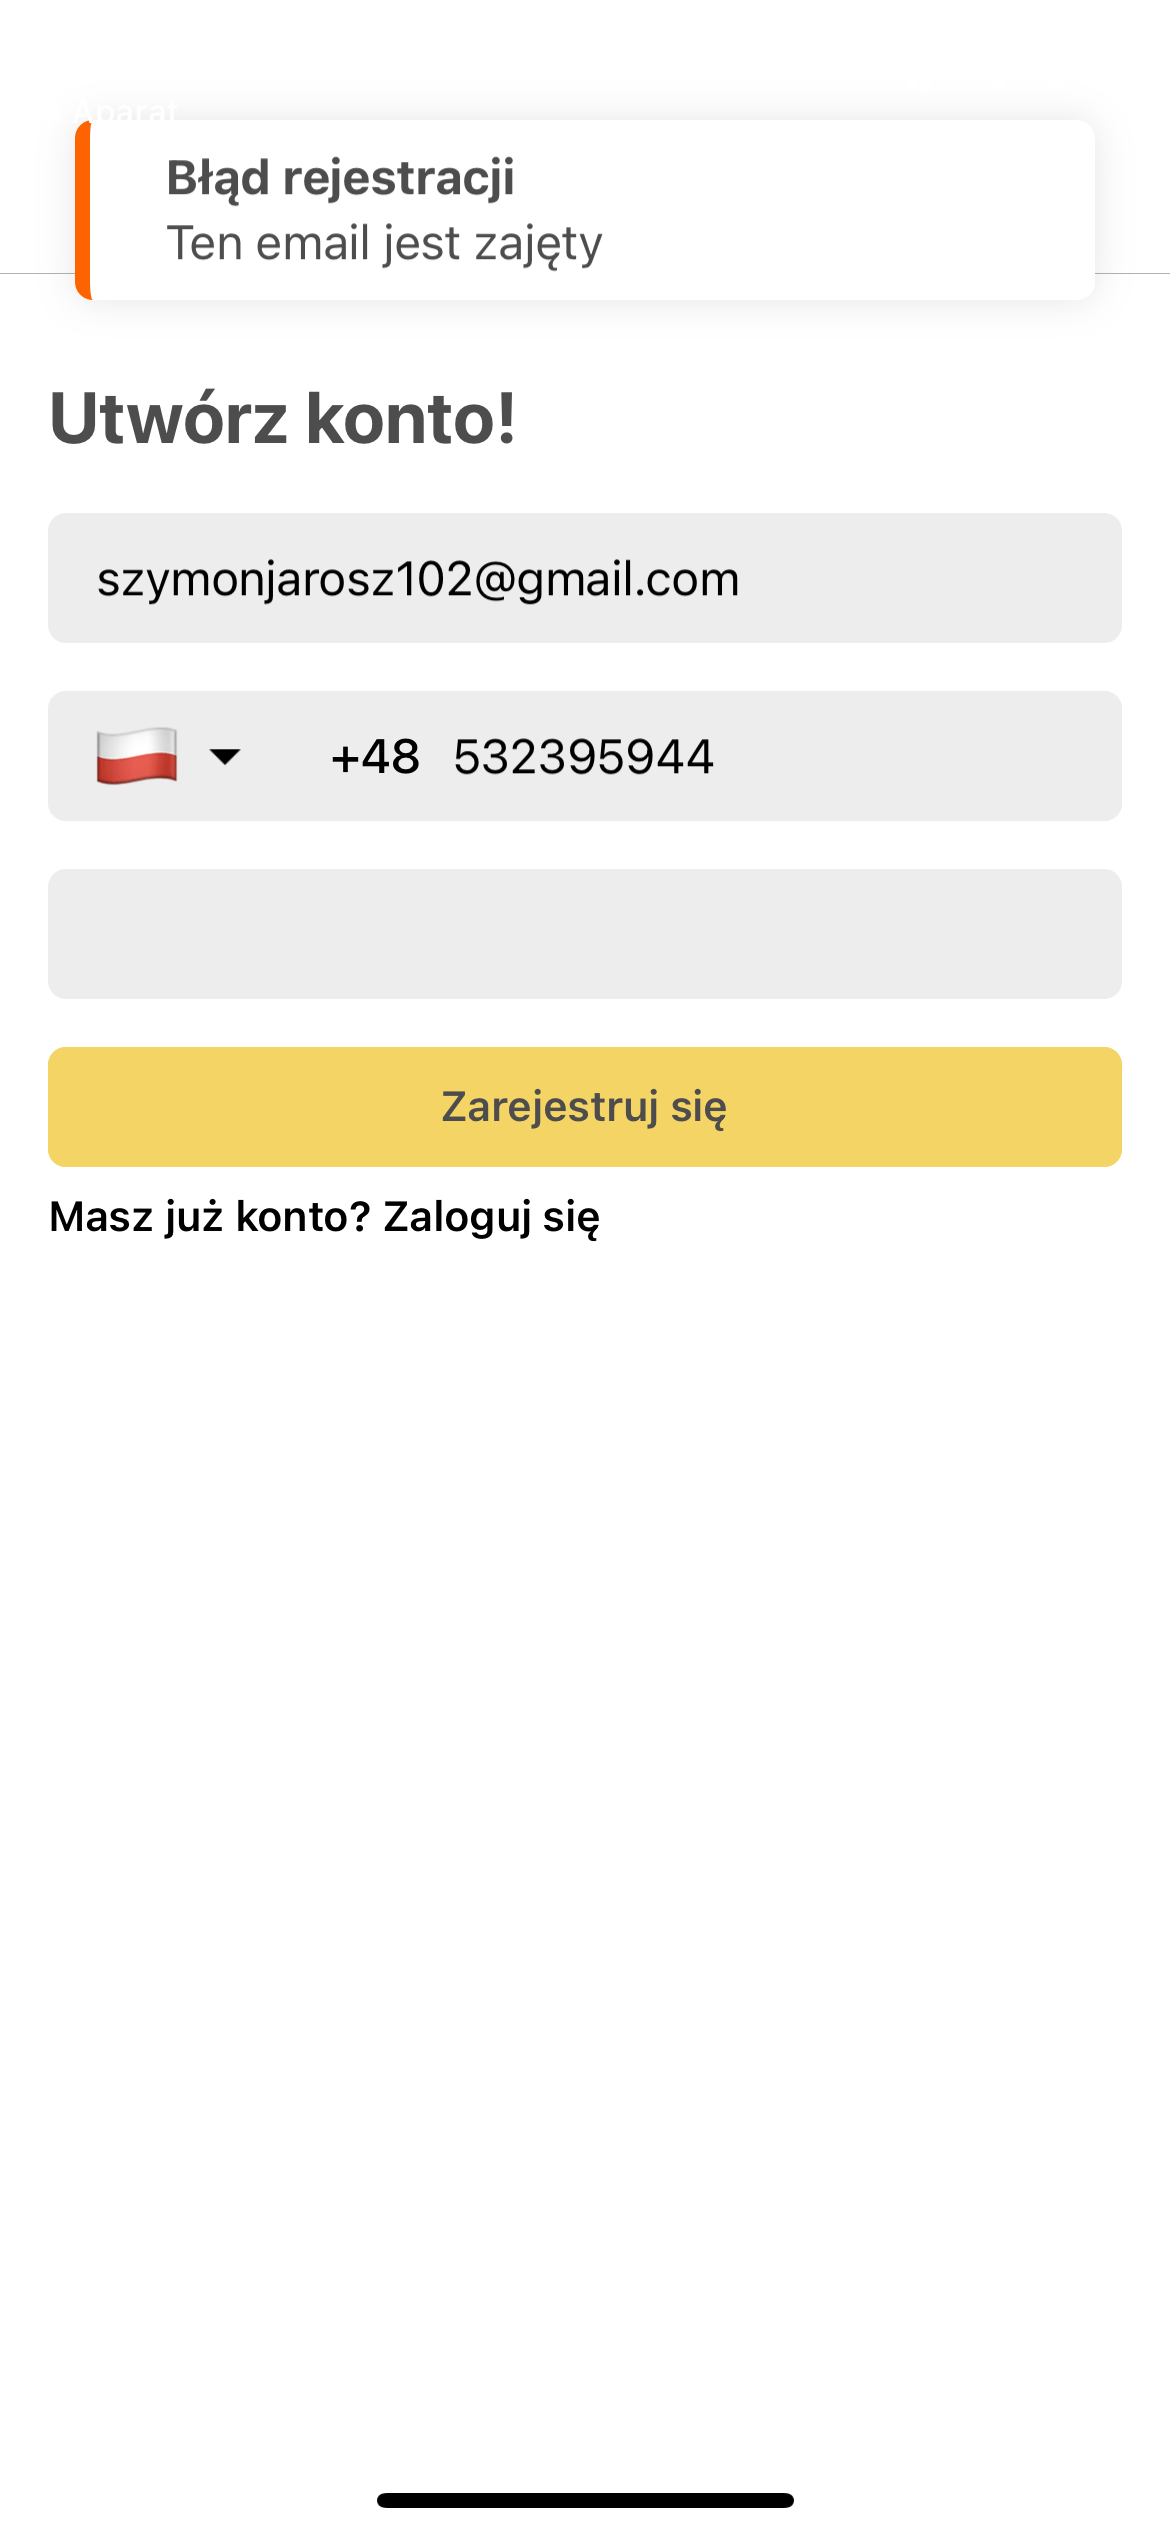 Aparat
Błąd rejestracji
Ten email jest zajęty
Utwórz konto!
szymonjarosz102@gmail.com
+48 532395944
Zarejestruj się
Masz już konto? Zaloguj się